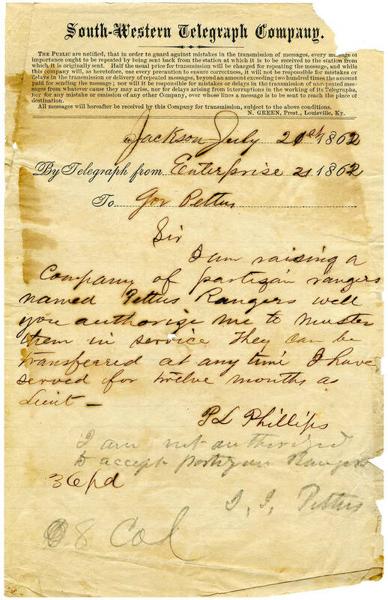 South-Western Telegraph Company.
THE PUBLIC are notified, that in order to guard against mistakes in the transmission of messages, every message of
importance ought to be repeated by being sent back from the station at which it is to be received to the station from
which it is originally sent. Half the usual price for transmission will be charged for repeating the message, and while
this company will, as heretofore, use every precaution to ensure correctness, it will not be responsible for mistakes or
delays in the transmission or delivery of repeated messages, beyond an amount exceeding two hundred times the amount
paid for sending the message; nor will it be responsible for mistakes or delays in the transmission of unrepeated mes-
sages from whatever cause they may arise, nor for delays arising from interruptions in the working of its Telegraphs,
nor for any mistake or omission of any other Company, over whose lines a message is to be sent to reach the place of
destination.
All messages will hereafter be received by this Company for transmission, subject to the above conditions.
N. GREEN, Prest., Louisville, Ky.
Jackson July 21st 1862
By Telegraph from Enterprise 21 1862
To Gov Pettus
Sir
I am raising a
Company of partizan rangers
named Pettus Rangers well
you authorise me to muster
them in service they can be
transferred at any time I have
served for twelve months as
Lieut —
P L Phillips
I am not authorized
to accept partizan Rangers
36 pd
J. J. Pettus
8 Col